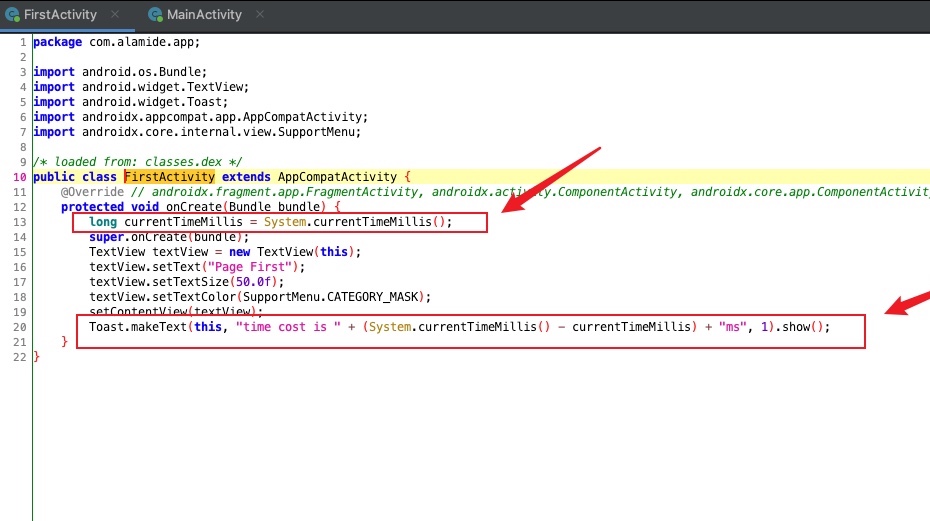 FirstActivity × MainActivity ×
1 package com.alamide.app;
2
3 import android.os.Bundle;
4 import android.widget.TextView;
5 import android.widget.Toast;
6 import androidx.appcompat.app.AppCompatActivity;
7 import androidx.core.internal.view.SupportMenu;
8
9 /* loaded from: classes.dex */
10 public class FirstActivity extends AppCompatActivity {
11 @Override // androidx.fragment.app.FragmentActivity, androidx.activity.ComponentActivity, androidx.core.app.ComponentActivit
12 protected void onCreate(Bundle bundle) {
13 long currentTimeMillis = System.currentTimeMillis();
14 super.onCreate(bundle);
15 TextView textView = new TextView(this);
16 textView.setText("Page First");
17 textView.setTextSize(50.0f);
18 textView.setTextColor(SupportMenu.CATEGORY_MASK);
19 setContentView(textView);
20 Toast.makeText(this, "time cost is " + (System.currentTimeMillis() - currentTimeMillis) + "ms", 1).show();
21 }
22 }